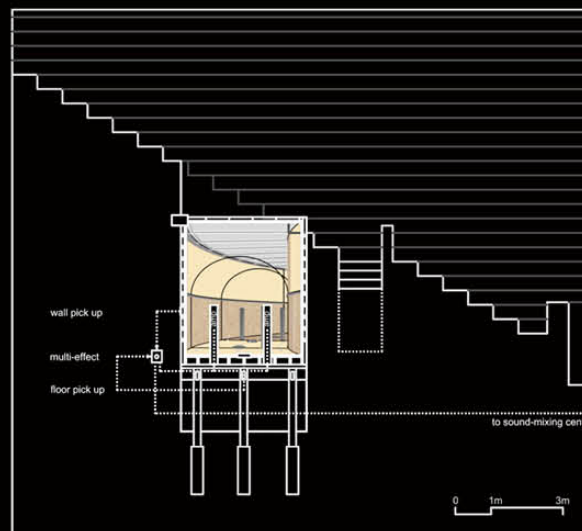 wall pick up
multi-effect
floor pick up
to sound-mixing cen
0 1m 3m